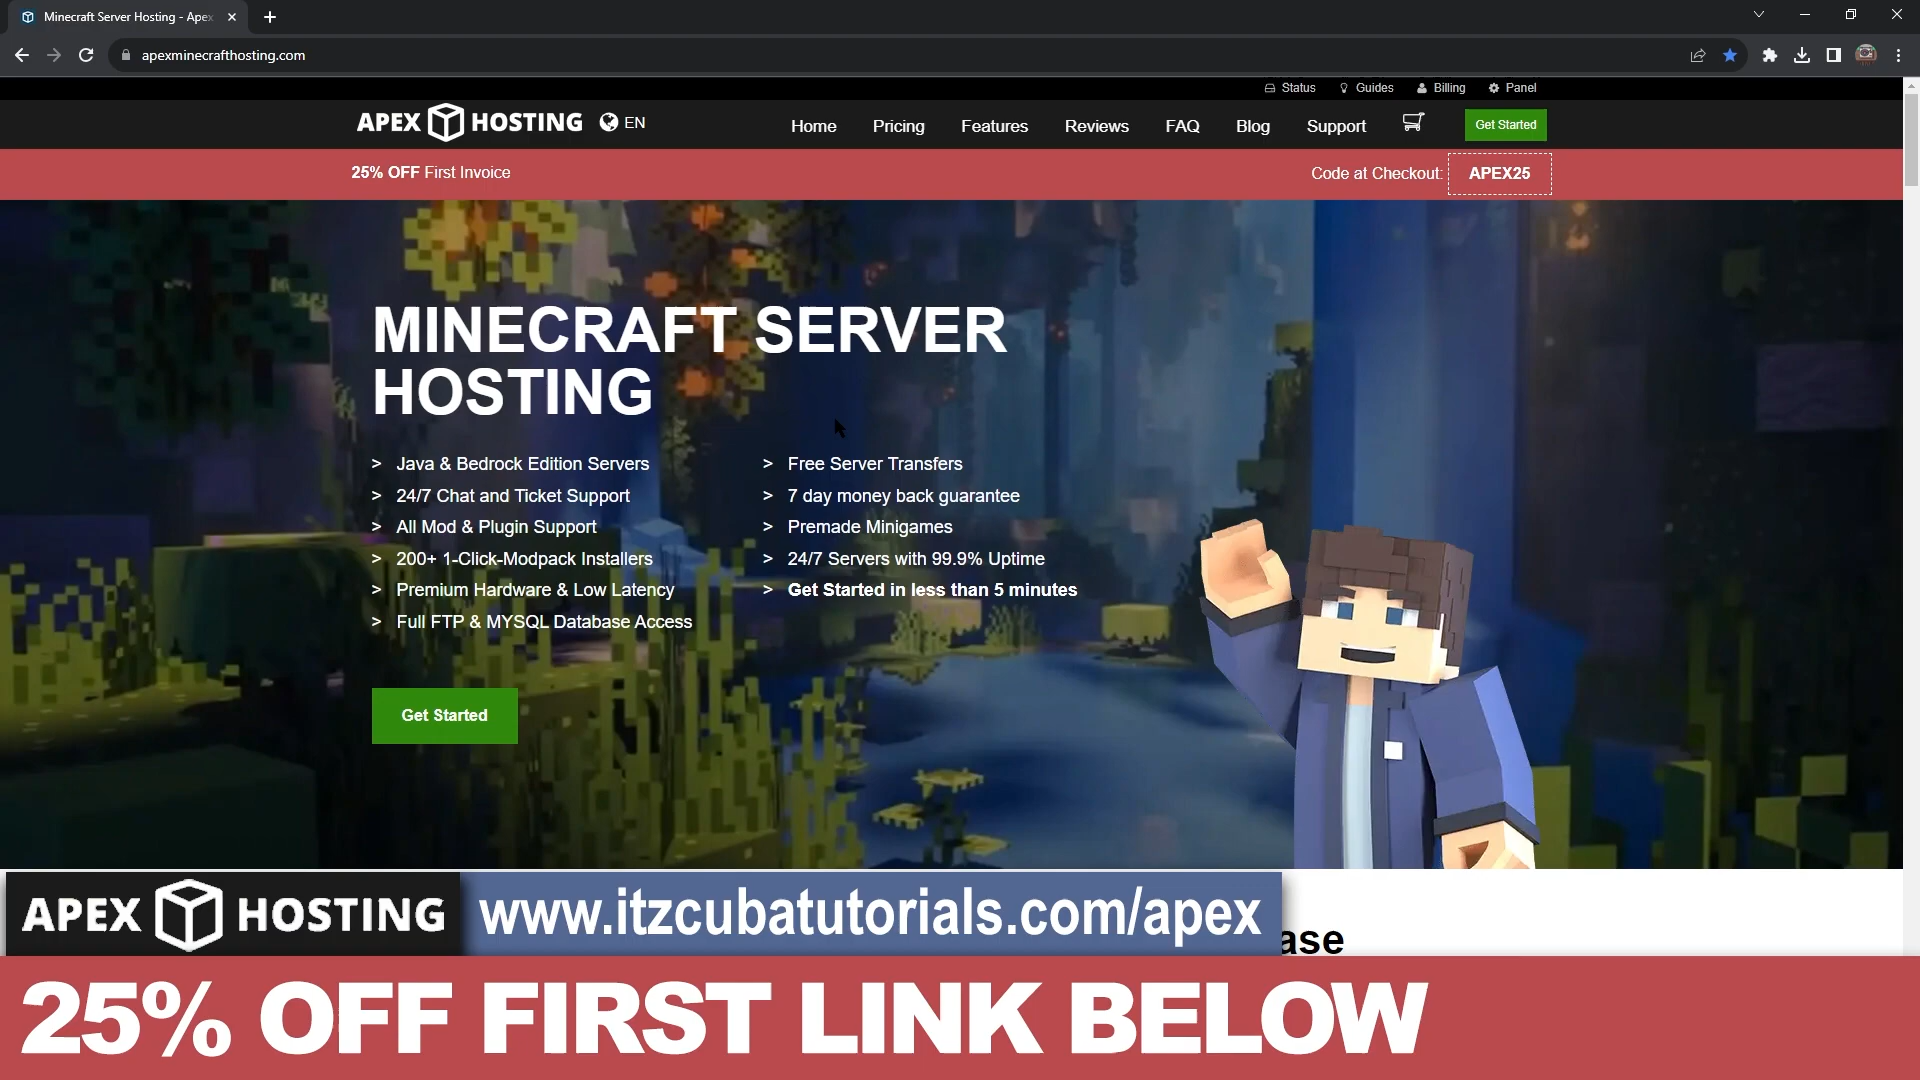 Minecraft Server Hosting - Apex
apexminecrafthosting.com
Status Guides Billing Panel
APEX HOSTING EN
Home Pricing Features Reviews FAQ Blog Support Get Started
25% OFF First Invoice
Code at Checkout: APEX25
MINECRAFT SERVER
HOSTING
> Java & Bedrock Edition Servers
> 24/7 Chat and Ticket Support
> All Mod & Plugin Support
> 200+ 1-Click-Modpack Installers
> Premium Hardware & Low Latency
> Full FTP & MYSQL Database Access
> Free Server Transfers
> 7 day money back guarantee
> Premade Minigames
> 24/7 Servers with 99.9% Uptime
> Get Started in less than 5 minutes
Get Started
APEX HOSTING
www.itzcubatutorials.com/apex
25% OFF FIRST LINK BELOW